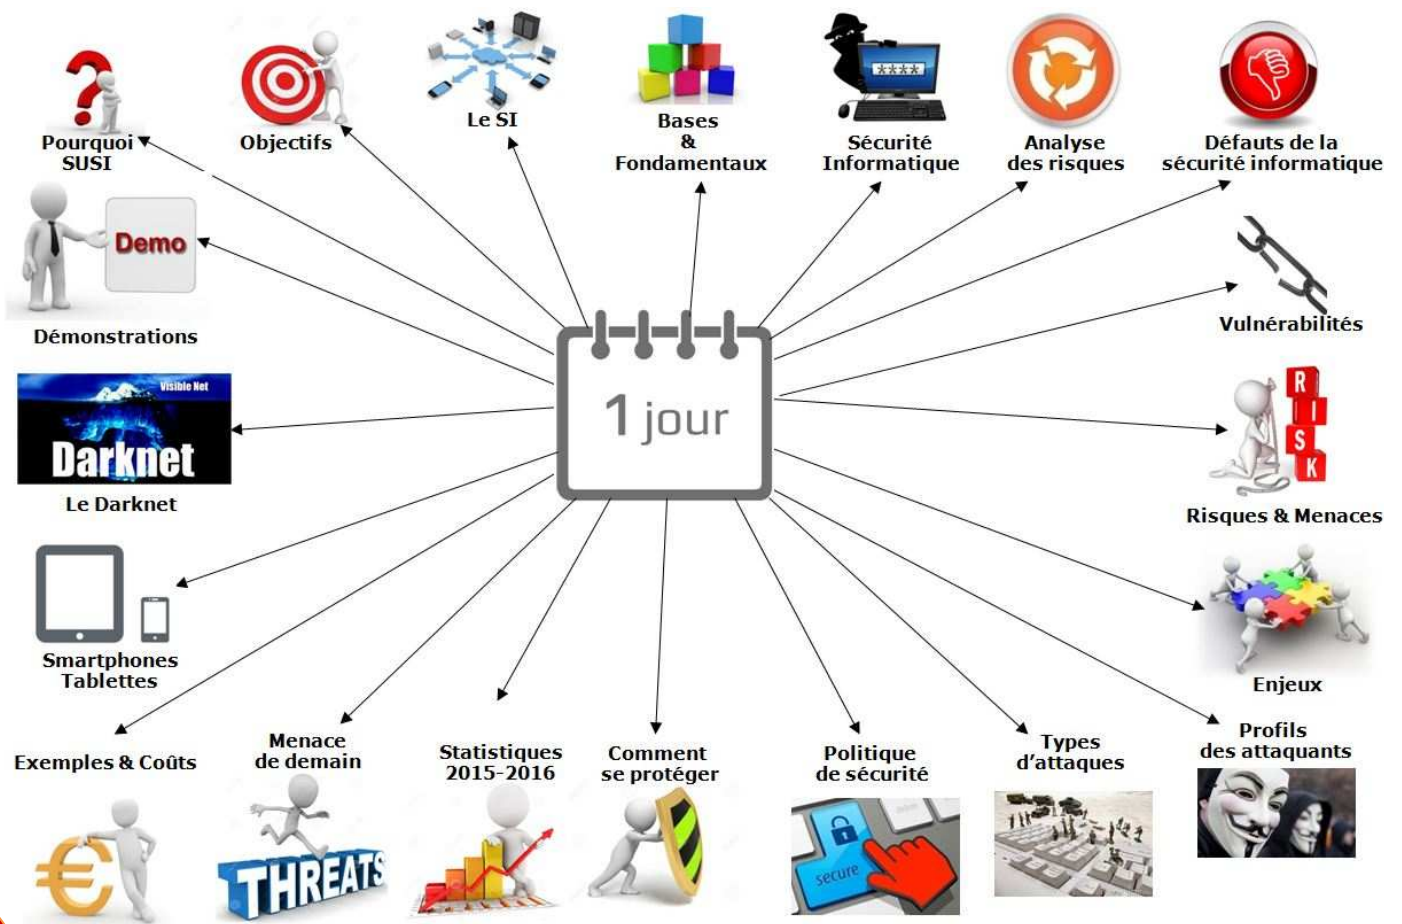 Pourquoi
SUSI
Objectifs
Le SI
Bases
&
Fondamentaux
****
Sécurité
Informatique
Analyse
des risques
Défauts de la
sécurité informatique
Demo
Démonstrations
Vulnérabilités
Visible Net
Darknet
Le Darknet
1 jour
R
I
S
K
Risques & Menaces
Smartphones
Tablettes
Enjeux
Exemples & Coûts
Menace
de demain
THREATS
Statistiques
2015-2016
Comment
se protéger
Politique
de sécurité
secure
Types
d'attaques
Profils
des attaquants